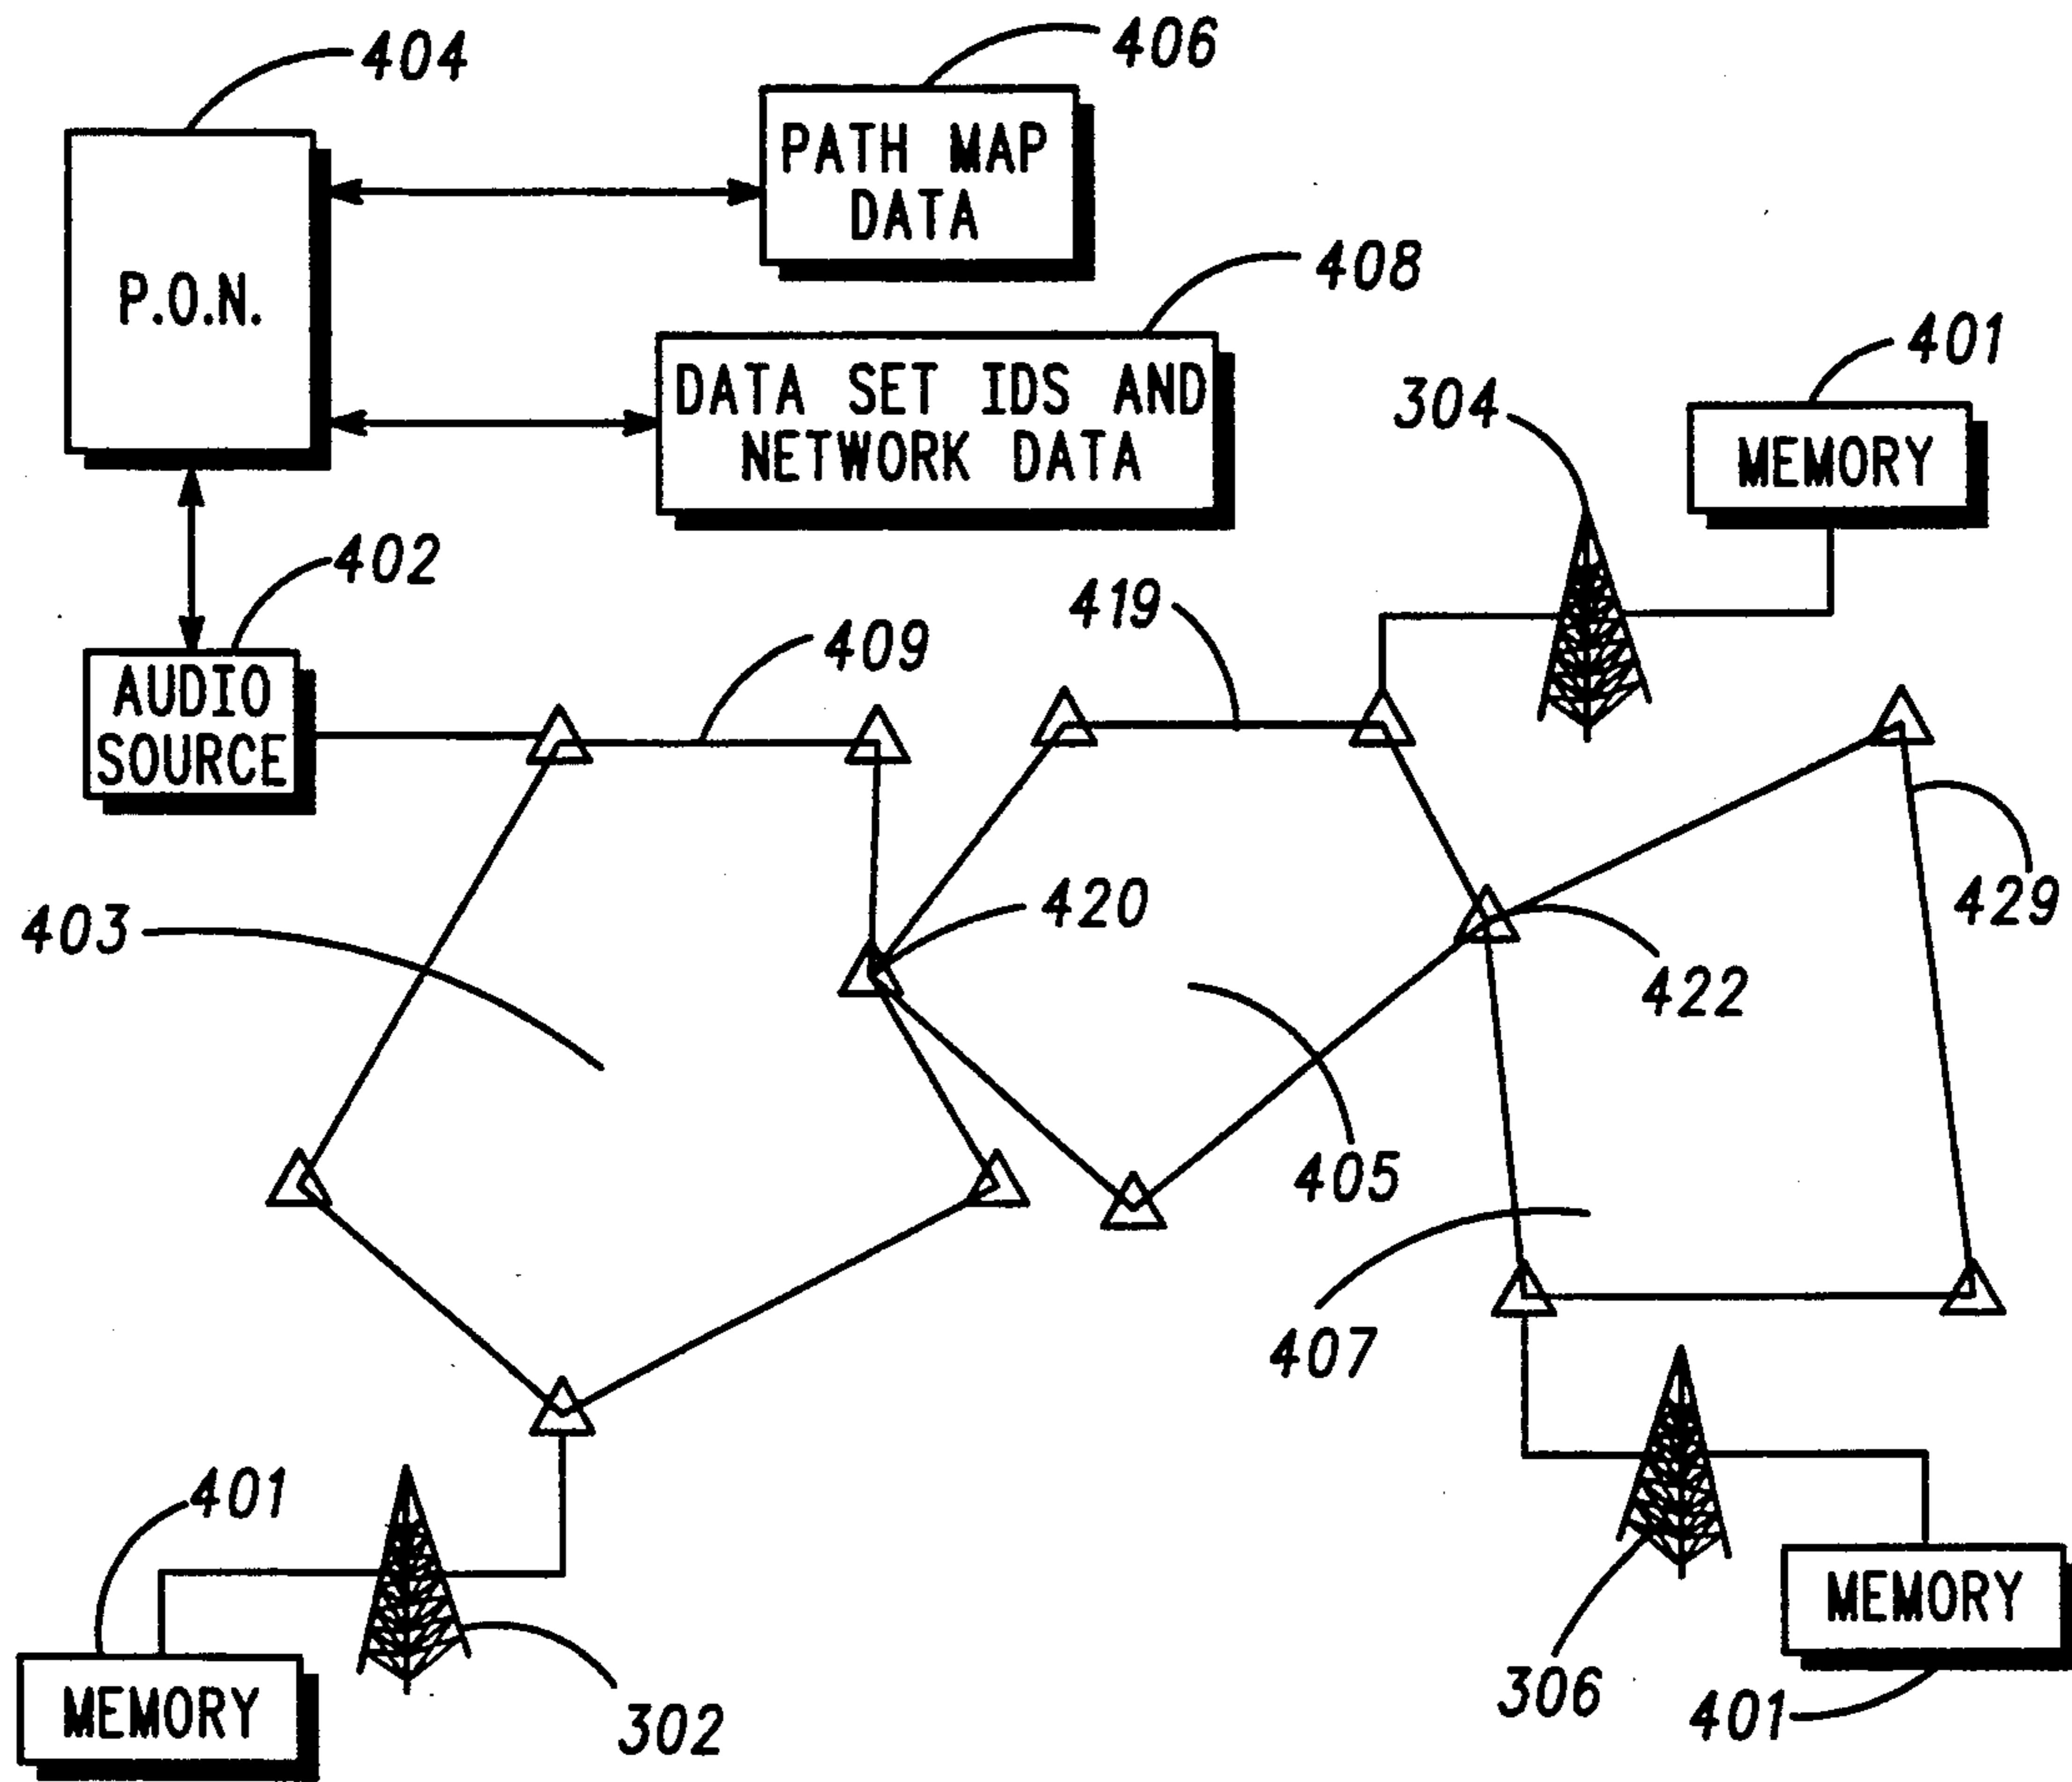 404
406
PATH MAP
DATA
P.O.N.
408
DATA SET IDS AND
NETWORK DATA
401
304
MEMORY
402
419
409
AUDIO
SOURCE
420
429
403
422
405
407
401
MEMORY
306
401
MEMORY
302